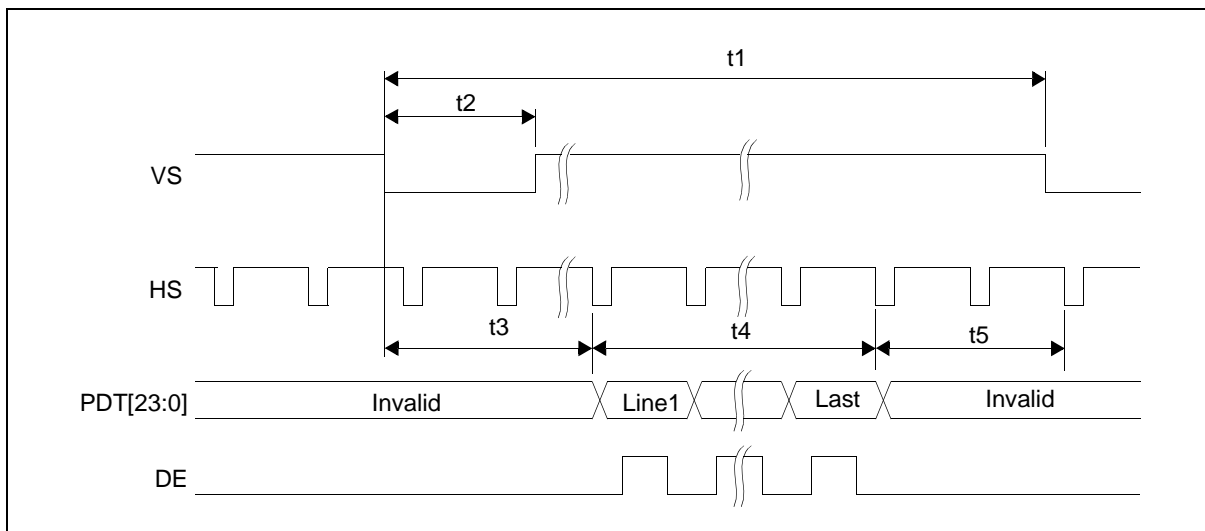 t1
t2
VS
HS
t3
t4
t5
PDT[23:0]
Invalid
Line1
Last
Invalid
DE